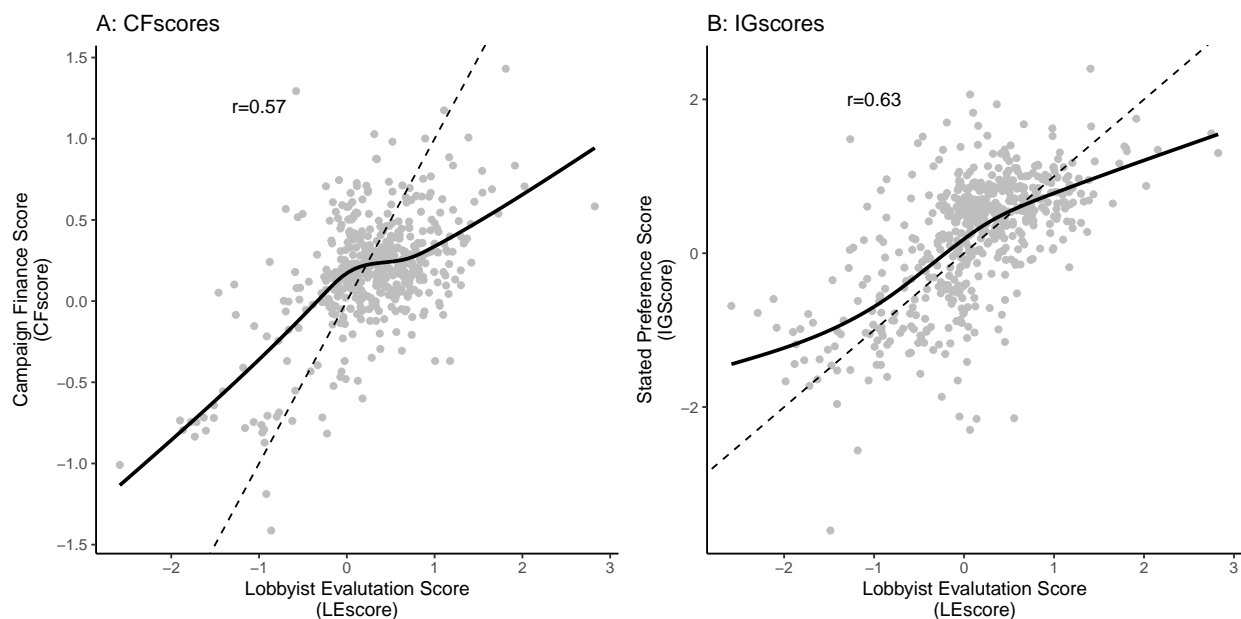 A: CFscores
1.5
1.0
0.5
0.0
−0.5
−1.0
−1.5
r=0.57
Campaign Finance Score
(CFscore)
−2
−1
0
1
2
3
Lobbyist Evalutation Score
(LEscore)
B: IGscores
2
0
−2
r=0.63
Stated Preference Score
(IGScore)
−2
−1
0
1
2
3
Lobbyist Evalutation Score
(LEscore)